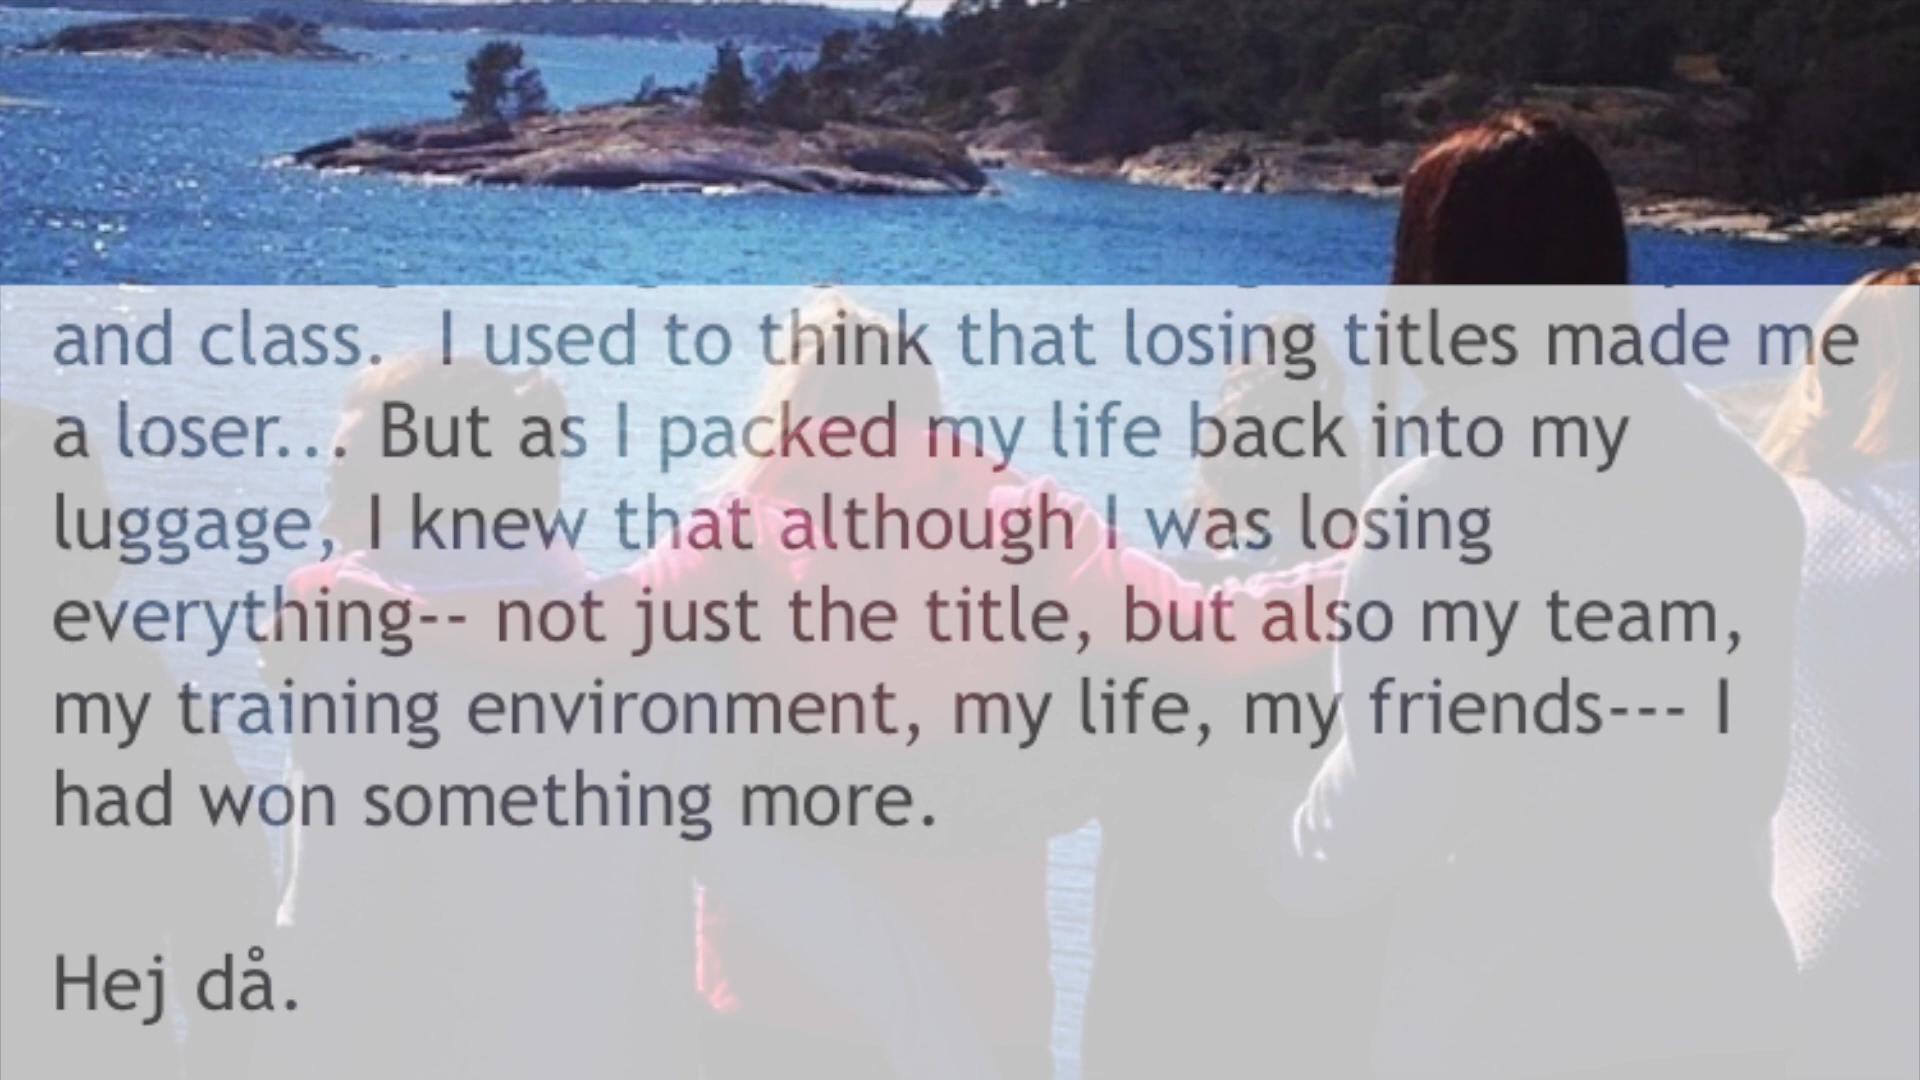 and class.  I used to think that losing titles made me
a loser... But as I packed my life back into my
luggage, I knew that although I was losing
everything-- not just the title, but also my team,
my training environment, my life, my friends--- I
had won something more.
Hej då.